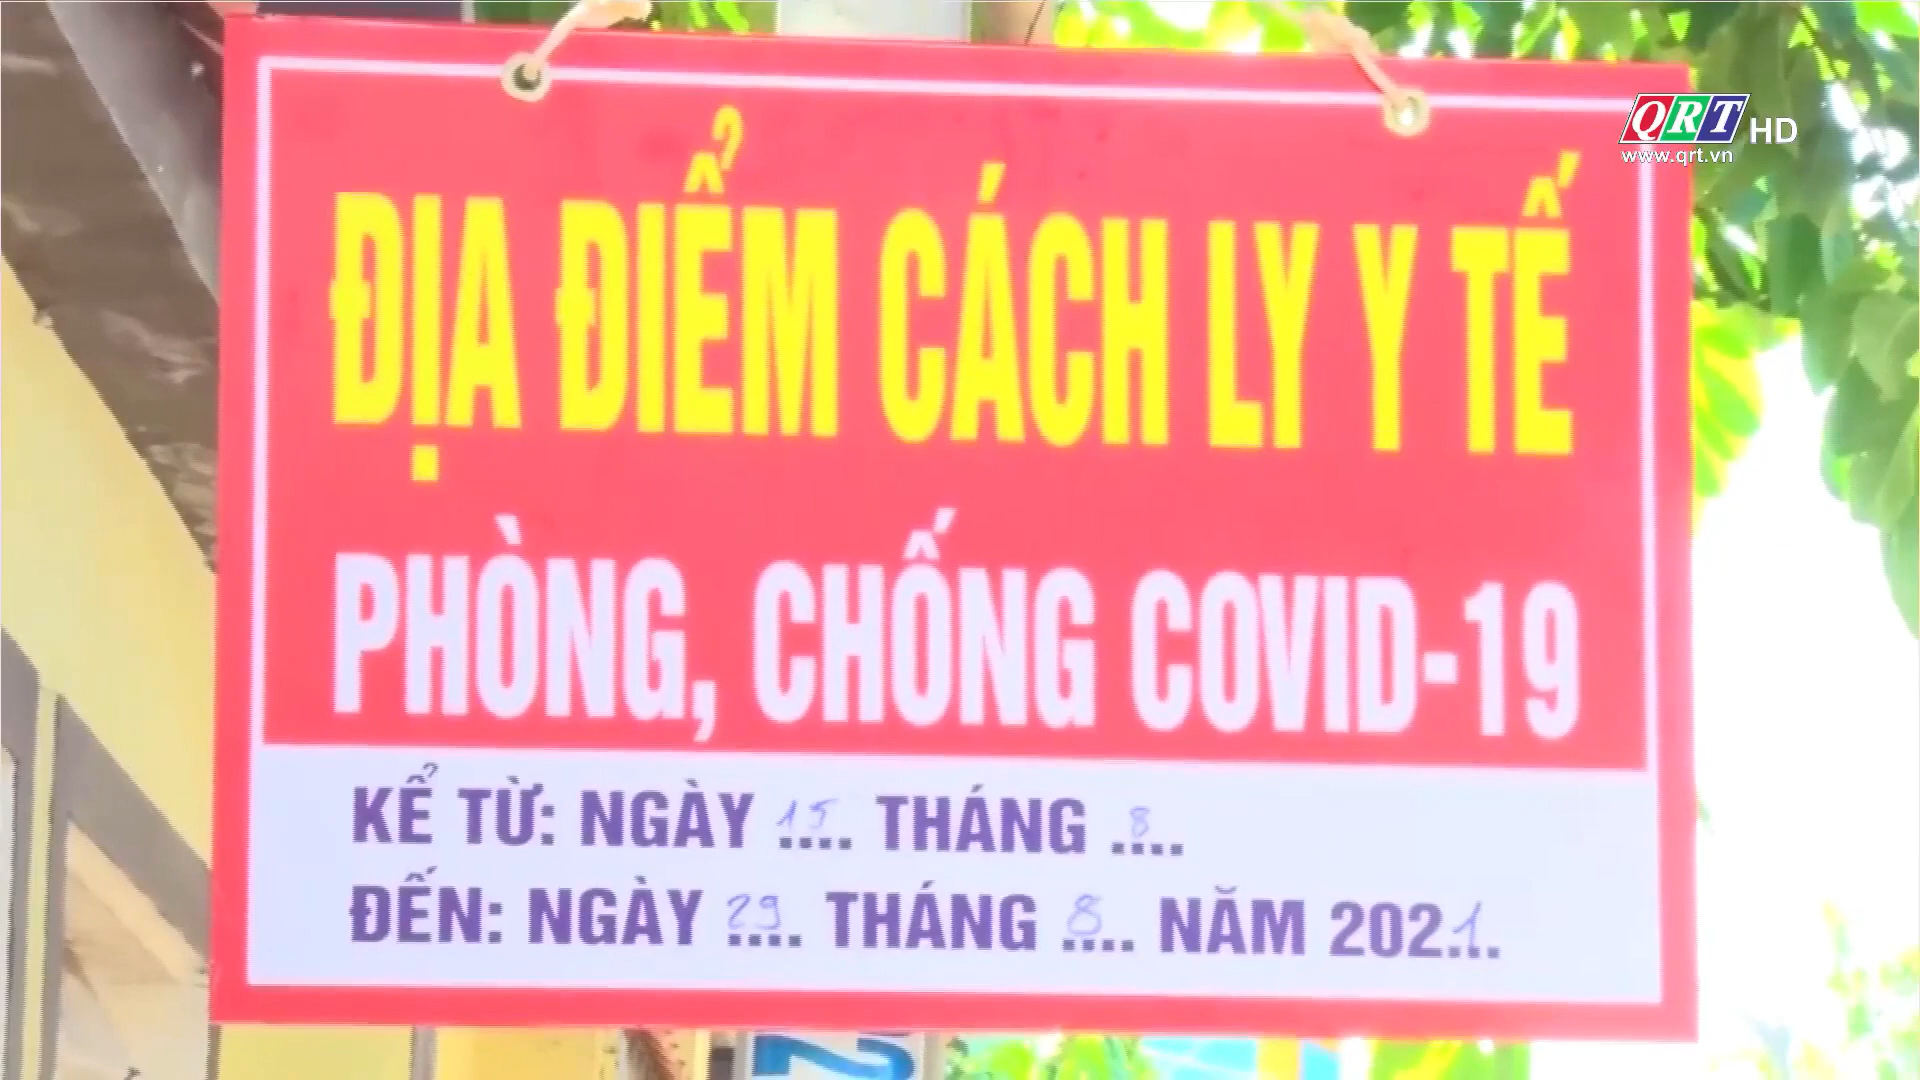 QRT HD
www.qrt.vn
ĐỊA ĐIỂM CÁCH LY Y TẾ
PHÒNG, CHỐNG COVID-19
KỂ TỪ: NGÀY 15 THÁNG 8
ĐẾN: NGÀY 29 THÁNG 8 NĂM 2021
2